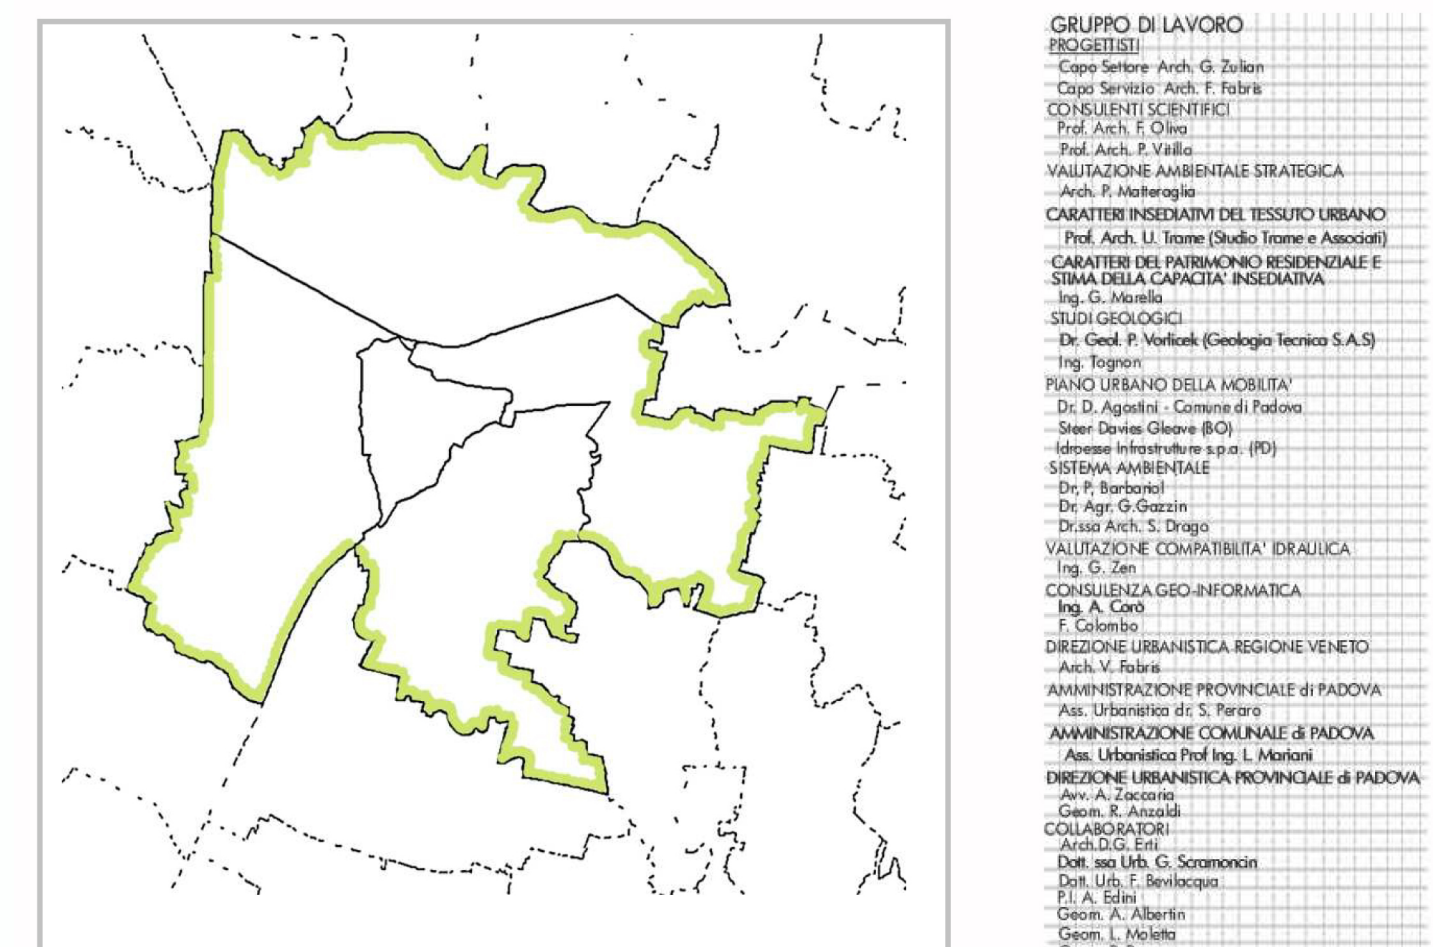 GRUPPO DI LAVORO
PROGETTISTI
Capo Settore Arch. G. Zulian
Capo Servizio Arch. F. Fabris
CONSULENTI SCIENTIFICI
Prof. Arch. F. Oliva
Prof. Arch. P. Vitillo
VALUTAZIONE AMBIENTALE STRATEGICA
Arch. P. Matteraglia
CARATTERI INSEDIATIVI DEL TESSUTO URBANO
Prof. Arch. U. Trame (Studio Trame e Associati)
CARATTERI DEL PATRIMONIO RESIDENZIALE E
STIMA DELLA CAPACITA' INSEDIATIVA
Ing. G. Marella
STUDI GEOLOGICI
Dr. Geol. P. Vorlicek (Geologia Tecnica S.A.S)
Ing. Tognon
PIANO URBANO DELLA MOBILITA'
Dr. D. Agostini - Comune di Padova
Steer Davies Gleave (BO)
Idroesse Infrastrutture s.p.a. (PD)
SISTEMA AMBIENTALE
Dr. P. Barbariol
Dr. Agr. G.Gazzin
Dr.ssa Arch. S. Drago
VALUTAZIONE COMPATIBILITA' IDRAULICA
Ing. G. Zen
CONSULENZA GEO-INFORMATICA
Ing. A. Corò
F. Colombo
DIREZIONE URBANISTICA REGIONE VENETO
Arch. V. Fabris
AMMINISTRAZIONE PROVINCIALE di PADOVA
Ass. Urbanistica dr. S. Peraro
AMMINISTRAZIONE COMUNALE di PADOVA
Ass. Urbanistica Prof Ing. L. Mariani
DIREZIONE URBANISTICA PROVINCIALE di PADOVA
Avv. A. Zaccaria
Geom. R. Anzaldi
COLLABORATORI
Arch.D.G. Erti
Dott. ssa Urb. G. Scramoncin
Dott. Urb. F. Bevilacqua
P.I. A. Edini
Geom. A. Albertin
Geom. L. Moletta